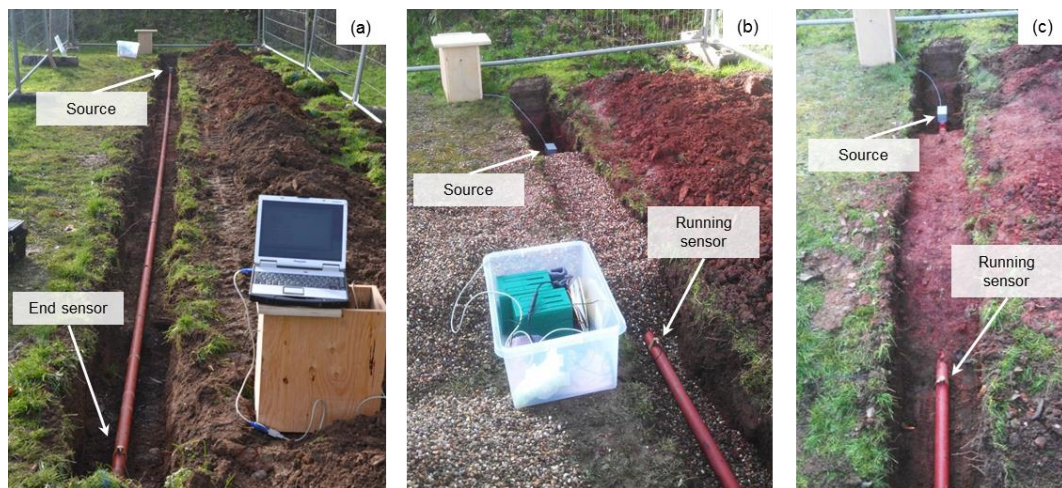 (a)
Source
End sensor
(b)
Source
Running
sensor
(c)
Source
Running
sensor